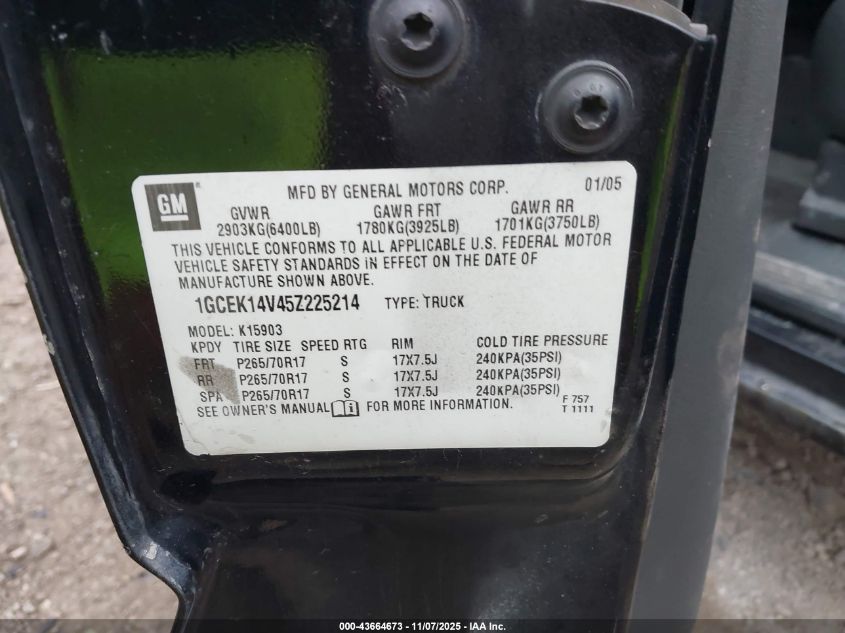 GM ® MFD BY GENERAL MOTORS CORP. 01/05
GVWR GAWR FRT GAWR RR
2903KG(6400LB) 1780KG(3925LB) 1701KG(3750LB)
THIS VEHICLE CONFORMS TO ALL APPLICABLE U.S. FEDERAL MOTOR
VEHICLE SAFETY STANDARDS IN EFFECT ON THE DATE OF
MANUFACTURE SHOWN ABOVE.
1GCEK14V45Z225214 TYPE: TRUCK
MODEL: K15903
KPDY TIRE SIZE SPEED RTG RIM COLD TIRE PRESSURE
FRT P265/70R17 S 17X7.5J 240KPA(35PSI)
RR P265/70R17 S 17X7.5J 240KPA(35PSI)
SPA P265/70R17 S 17X7.5J 240KPA(35PSI)
SEE OWNER'S MANUAL FOR MORE INFORMATION.
F 757
T 1111
000-43664673 - 11/07/2025 - IAA Inc.